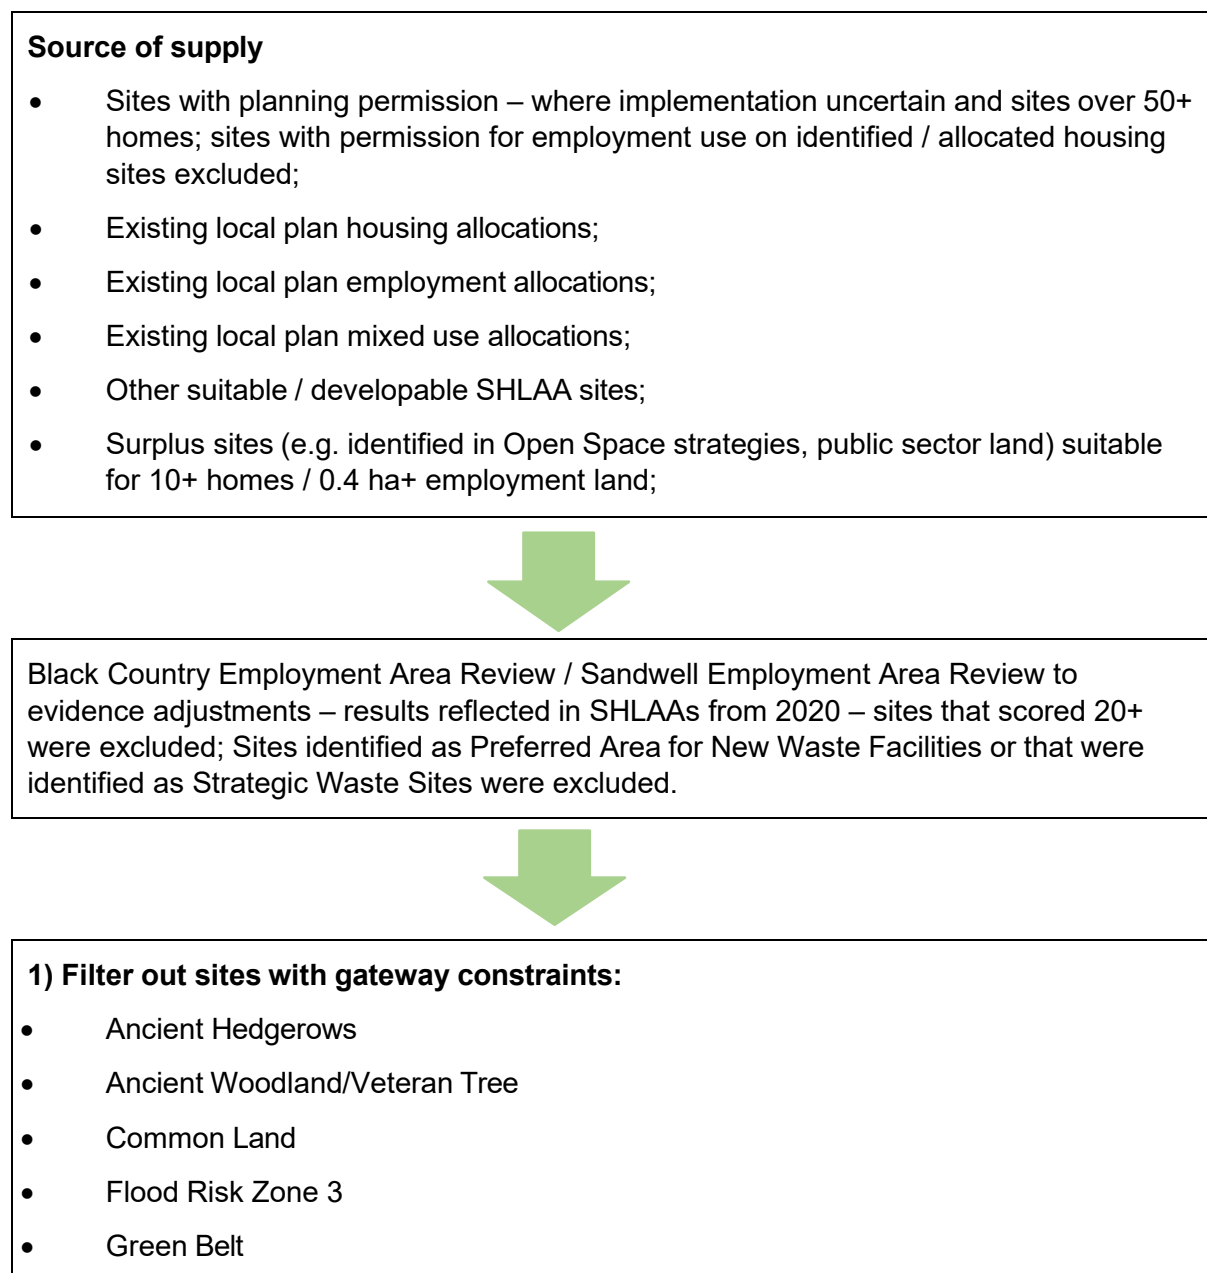 Source of supply
• Sites with planning permission – where implementation uncertain and sites over 50+
homes; sites with permission for employment use on identified / allocated housing
sites excluded;
• Existing local plan housing allocations;
• Existing local plan employment allocations;
• Existing local plan mixed use allocations;
• Other suitable / developable SHLAA sites;
• Surplus sites (e.g. identified in Open Space strategies, public sector land) suitable
for 10+ homes / 0.4 ha+ employment land;
Black Country Employment Area Review / Sandwell Employment Area Review to
evidence adjustments – results reflected in SHLAAs from 2020 – sites that scored 20+
were excluded; Sites identified as Preferred Area for New Waste Facilities or that were
identified as Strategic Waste Sites were excluded.
1) Filter out sites with gateway constraints:
• Ancient Hedgerows
• Ancient Woodland/Veteran Tree
• Common Land
• Flood Risk Zone 3
• Green Belt